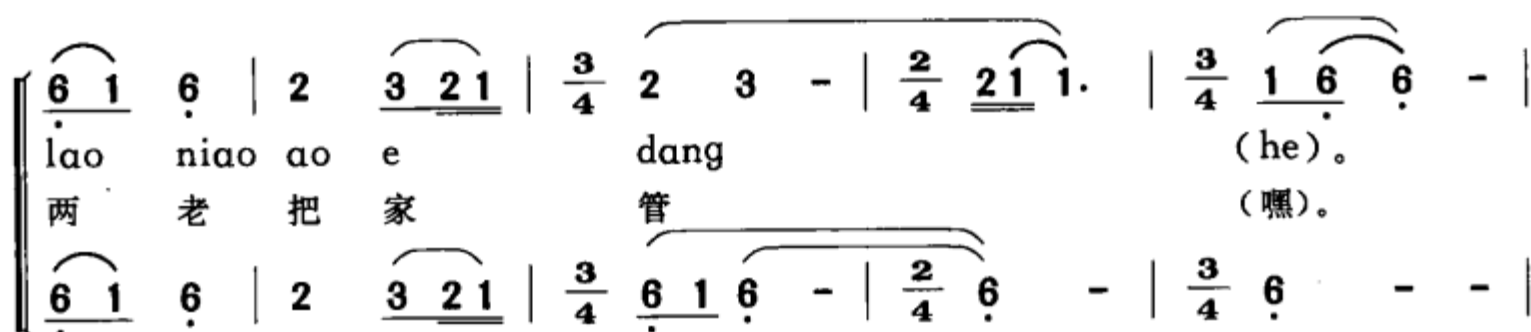 6 1 6 | 2 3 2 1 | 3/4 2 3 - | 2/4 2 1 1. | 3/4 1 6 6 - |
lao niao ao e dang (he)。
两 老 把 家 管 (嘿)。
6 1 6 | 2 3 2 1 | 3/4 6 1 6 - | 2/4 6 - | 3/4 6 - - |